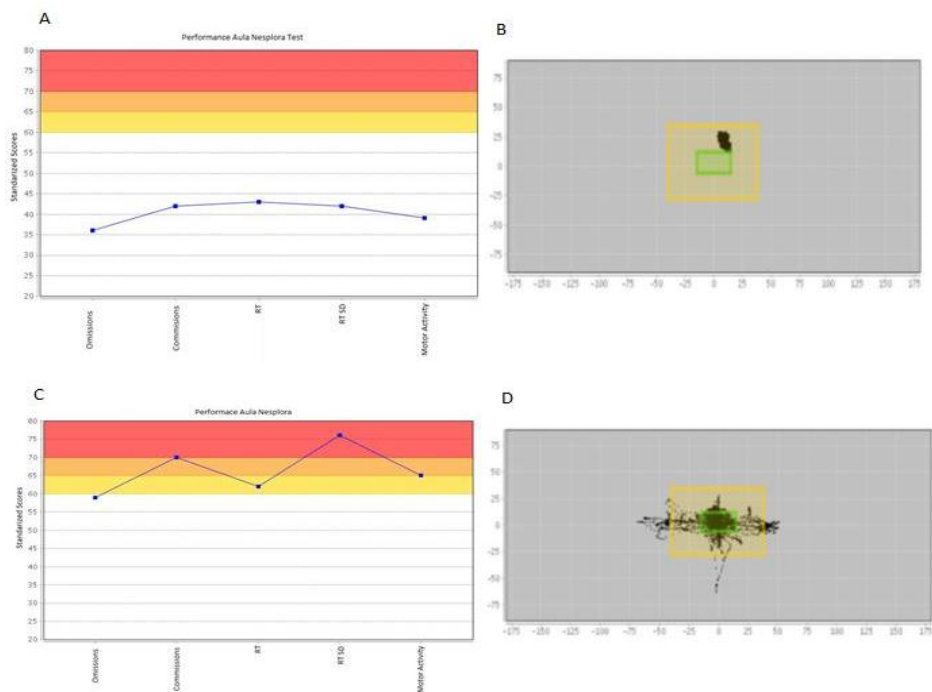 A
Performance Aula Nesplora Test
80
75
70
65
60
55
50
45
40
35
30
25
20
Standarized Scores
Omissions
Commisions
RT
RT SD
Motor Activity
B
75
50
25
0
-25
-50
-75
-175 -150 -125 -100 -75 -50 -25 0 25 50 75 100 125 150 175
C
Performace Aula Nesplora
80
75
70
65
60
55
50
45
40
35
30
25
20
Standarized Scores
Omissions
Commissions
RT
RT SD
Motor Activity
D
75
50
25
0
-25
-50
-75
-175 -150 -125 -100 -75 -50 -25 0 25 50 75 100 125 150 175